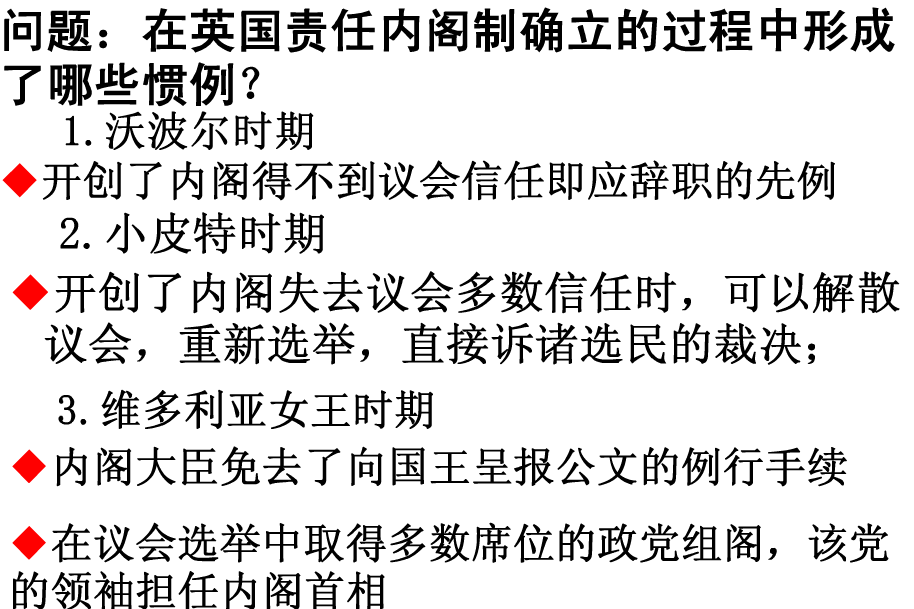 问题：在英国责任内阁制确立的过程中形成
了哪些惯例？
1.沃波尔时期
◆开创了内阁得不到议会信任即应辞职的先例
2.小皮特时期
◆开创了内阁失去议会多数信任时，可以解散
议会，重新选举，直接诉诸选民的裁决；
3.维多利亚女王时期
◆内阁大臣免去了向国王呈报公文的例行手续
◆在议会选举中取得多数席位的政党组阁，该党
的领袖担任内阁首相